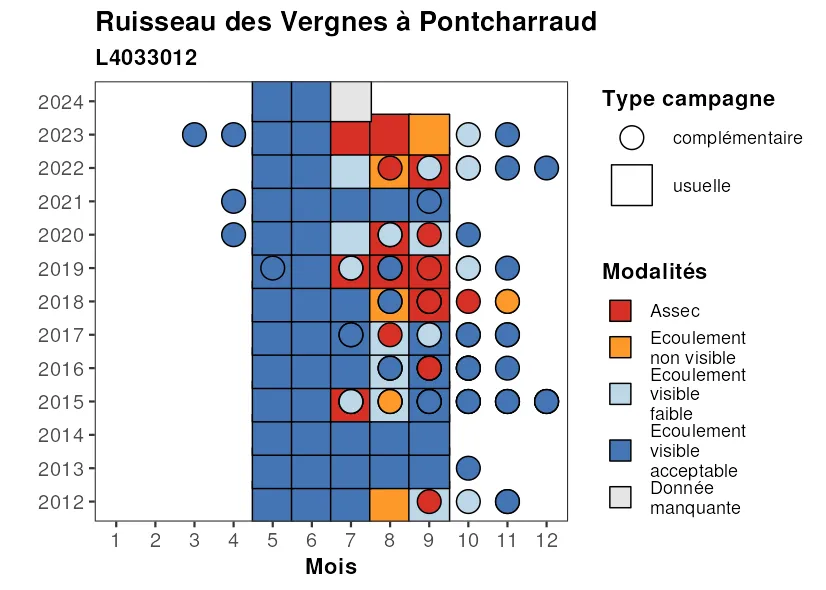 Ruisseau des Vergnes à Pontcharraud
L4033012
2024
2023
2022
2021
2020
2019
2018
2017
2016
2015
2014
2013
2012
1 2 3 4 5 6 7 8 9 10 11 12
Mois
Type campagne
complémentaire
usuelle
Modalités
Assec
Ecoulement
non visible
Ecoulement
visible
faible
Ecoulement
visible
acceptable
Donnée
manquante